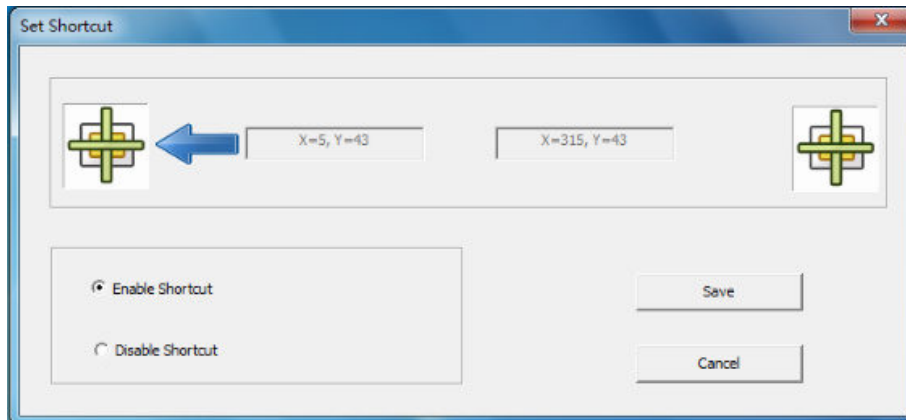 Set Shortcut
X=5, Y=43
X=315, Y=43
Enable Shortcut
Save
Disable Shortcut
Cancel